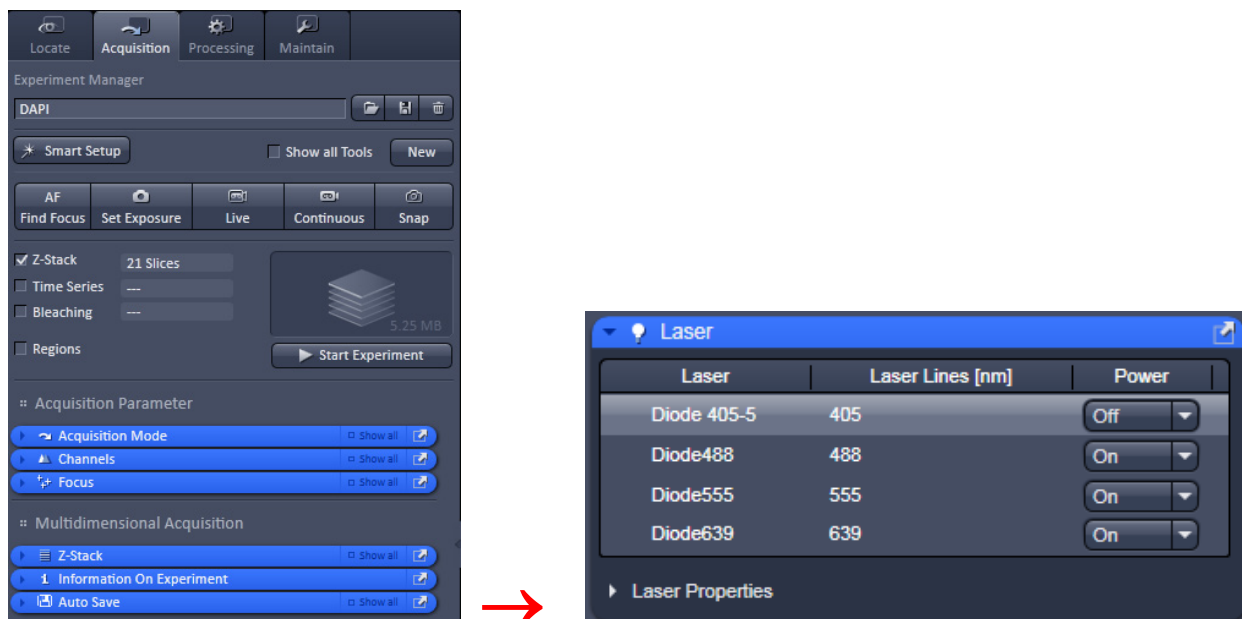 Locate Acquisition Processing Maintain
Experiment Manager
DAPI
Smart Setup Show all Tools New
AF
Find Focus Set Exposure Live Continuous Snap
Z-Stack 21 Slices
Time Series ---
Bleaching ---
5.25 MB
Regions
Start Experiment
Acquisition Parameter
Acquisition Mode Show all
Channels Show all
Focus Show all
Multidimensional Acquisition
Z-Stack Show all
Information On Experiment
Auto Save Show all
Laser
Laser Laser Lines [nm] Power
Diode 405-5 405 Off
Diode488 488 On
Diode555 555 On
Diode639 639 On
Laser Properties